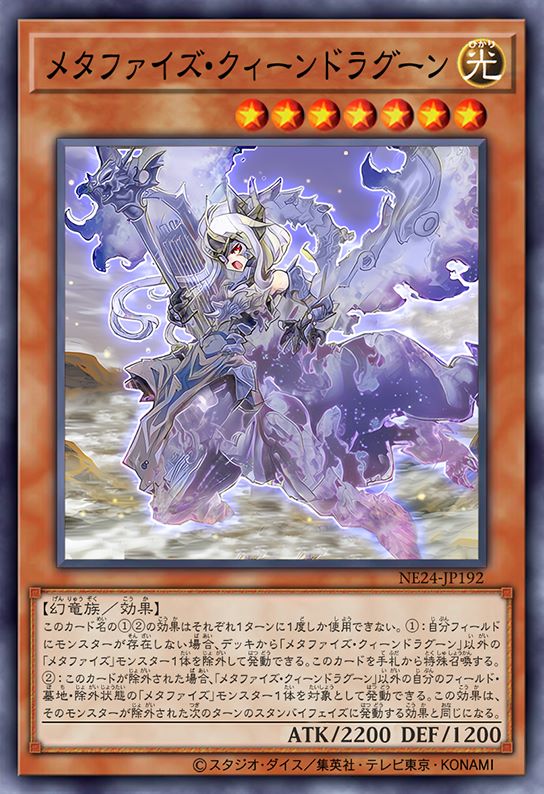 メタファイズ・クィーンドラグーン
光
NE24-JP192
【幻竜族／効果】
このカード名の①②の効果はそれぞれ1ターンに1度しか使用できない。①：自分フィールド
にモンスターが存在しない場合、デッキから「メタファイズ・クィーンドラグーン」以外の
「メタファイズ」モンスター1体を除外して発動できる。このカードを手札から特殊召喚する。
②：このカードが除外された場合、「メタファイズ・クィーンドラグーン」以外の自分のフィールド・
墓地・除外状態の「メタファイズ」モンスター1体を対象として発動できる。この効果は、
そのモンスターが除外された次のターンのスタンバイフェイズに発動する効果と同じになる。
ATK/2200 DEF/1200
©スタジオ・ダイス／集英社・テレビ東京・KONAMI